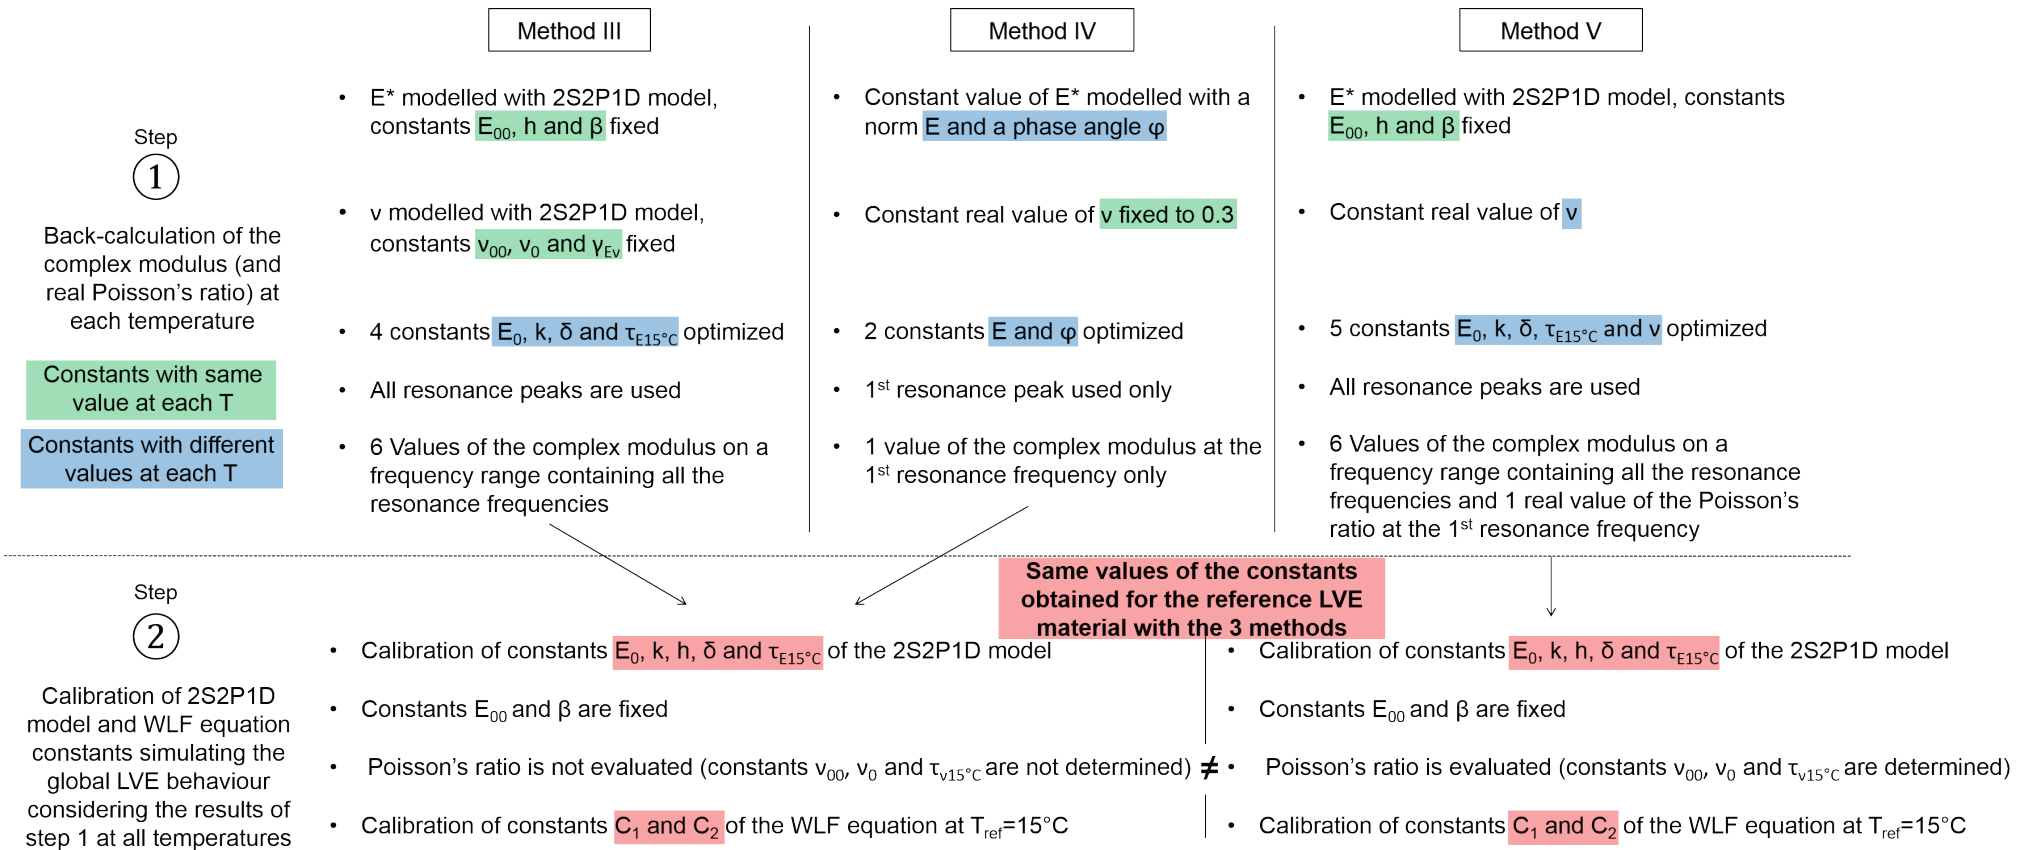 Method III
Method IV
Method V
Step
1
Back-calculation of the
complex modulus (and
real Poisson's ratio) at
each temperature
Constants with same
value at each T
Constants with different
values at each T
• E* modelled with 2S2P1D model,
constants E₀₀, h and β fixed
• ν modelled with 2S2P1D model,
constants ν₀₀, ν₀ and γEν fixed
• 4 constants E₀, k, δ and τE15°C optimized
• All resonance peaks are used
• 6 Values of the complex modulus on a
frequency range containing all the
resonance frequencies
• Constant value of E* modelled with a
norm E and a phase angle φ
• Constant real value of ν fixed to 0.3
• 2 constants E and φ optimized
• 1st resonance peak used only
• 1 value of the complex modulus at the
1st resonance frequency only
• E* modelled with 2S2P1D model, constants
E₀₀, h and β fixed
• Constant real value of ν
• 5 constants E₀, k, δ, τE15°C and ν optimized
• All resonance peaks are used
• 6 Values of the complex modulus on a
frequency range containing all the resonance
frequencies and 1 real value of the Poisson's
ratio at the 1st resonance frequency
Step
2
Calibration of 2S2P1D
model and WLF equation
constants simulating the
global LVE behaviour
considering the results of
step 1 at all temperatures
Same values of the constants
obtained for the reference LVE
material with the 3 methods
• Calibration of constants E₀, k, h, δ and τE15°C of the 2S2P1D model
• Constants E₀₀ and β are fixed
• Poisson's ratio is not evaluated (constants ν₀₀, ν₀ and τν15°C are not determined)
• Calibration of constants C₁ and C₂ of the WLF equation at Tref=15°C
≠
• Calibration of constants E₀, k, h, δ and τE15°C of the 2S2P1D model
• Constants E₀₀ and β are fixed
• Poisson's ratio is evaluated (constants ν₀₀, ν₀ and τν15°C are determined)
• Calibration of constants C₁ and C₂ of the WLF equation at Tref=15°C